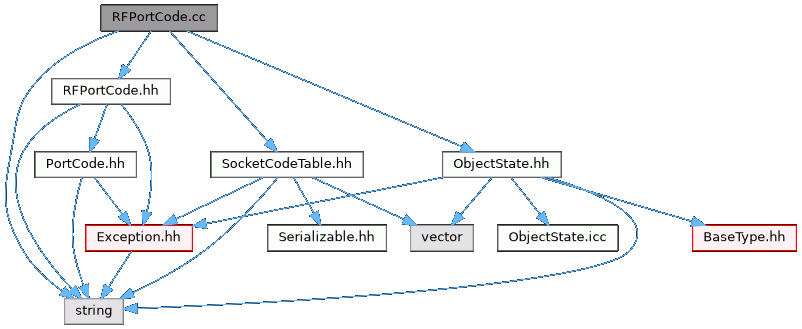 RFPortCode.cc
RFPortCode.hh
PortCode.hh
SocketCodeTable.hh
ObjectState.hh
Exception.hh
Serializable.hh
vector
ObjectState.icc
BaseType.hh
string